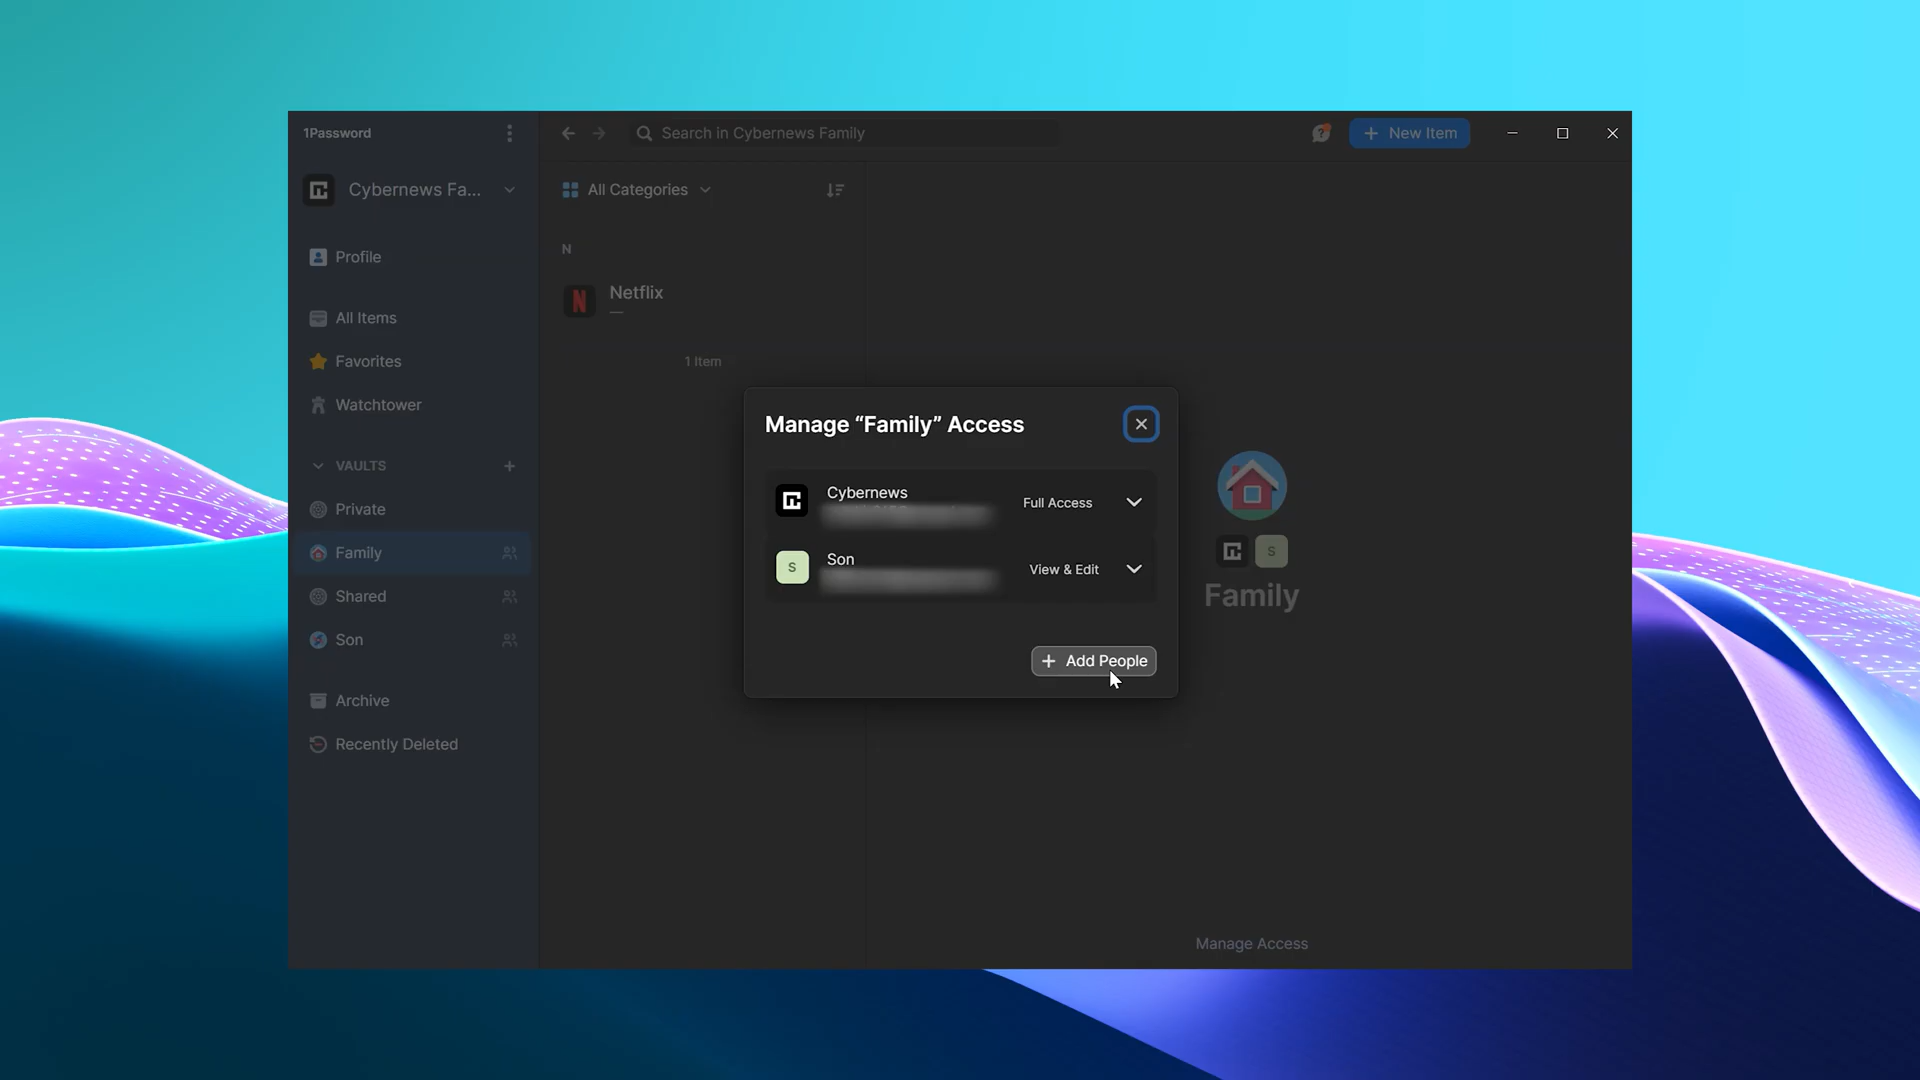 1Password
Search in Cybernews Family
New Item
Cybernews Fa...
All Categories
Profile
N
Netflix
—
All Items
1 Item
Favorites
Watchtower
VAULTS
Private
Family
Shared
Son
Archive
Recently Deleted
Manage “Family” Access
Cybernews
Full Access
S
Son
View & Edit
Add People
S
Family
Manage Access